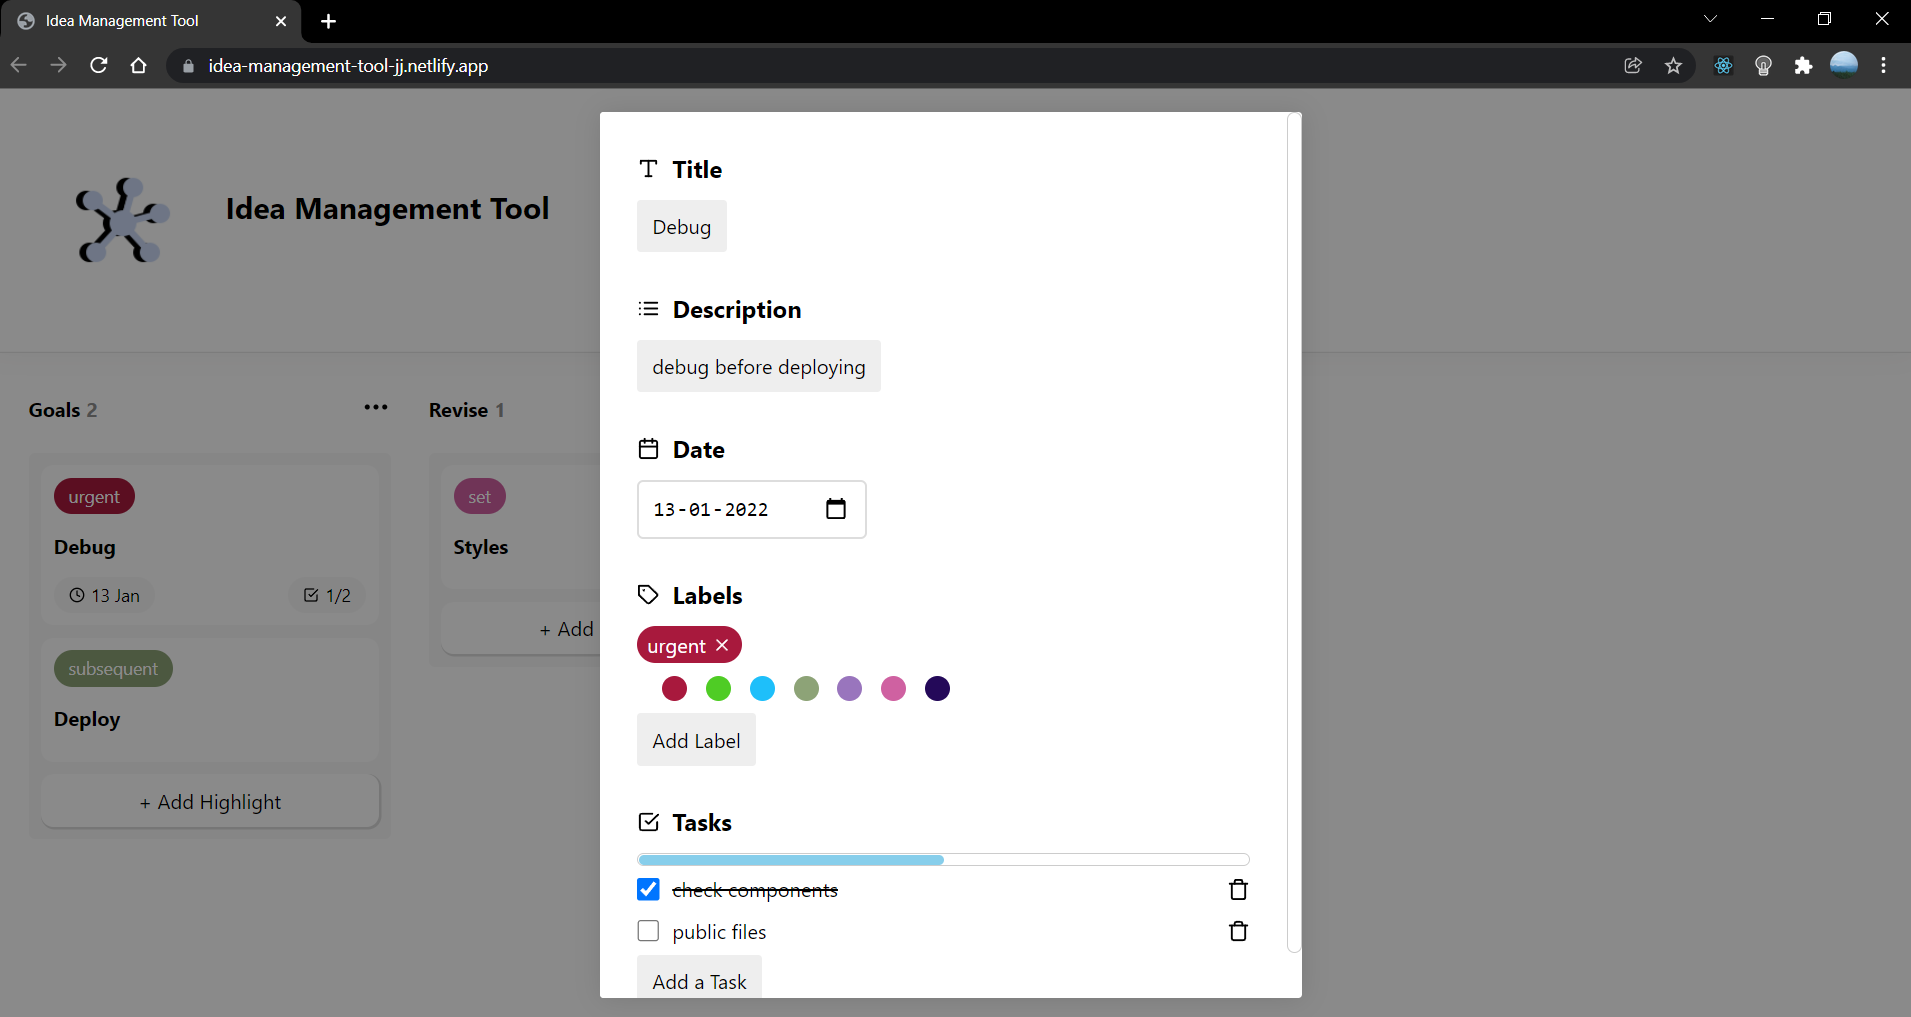 Idea Management Tool
idea-management-tool-jj.netlify.app
Idea Management Tool
Goals 2
urgent
Debug
13 Jan
1/2
subsequent
Deploy
+ Add Highlight
Revise 1
set
Styles
+ Add
Title
Debug
Description
debug before deploying
Date
13-01-2022
Labels
urgent
Add Label
Tasks
check components
public files
Add a Task